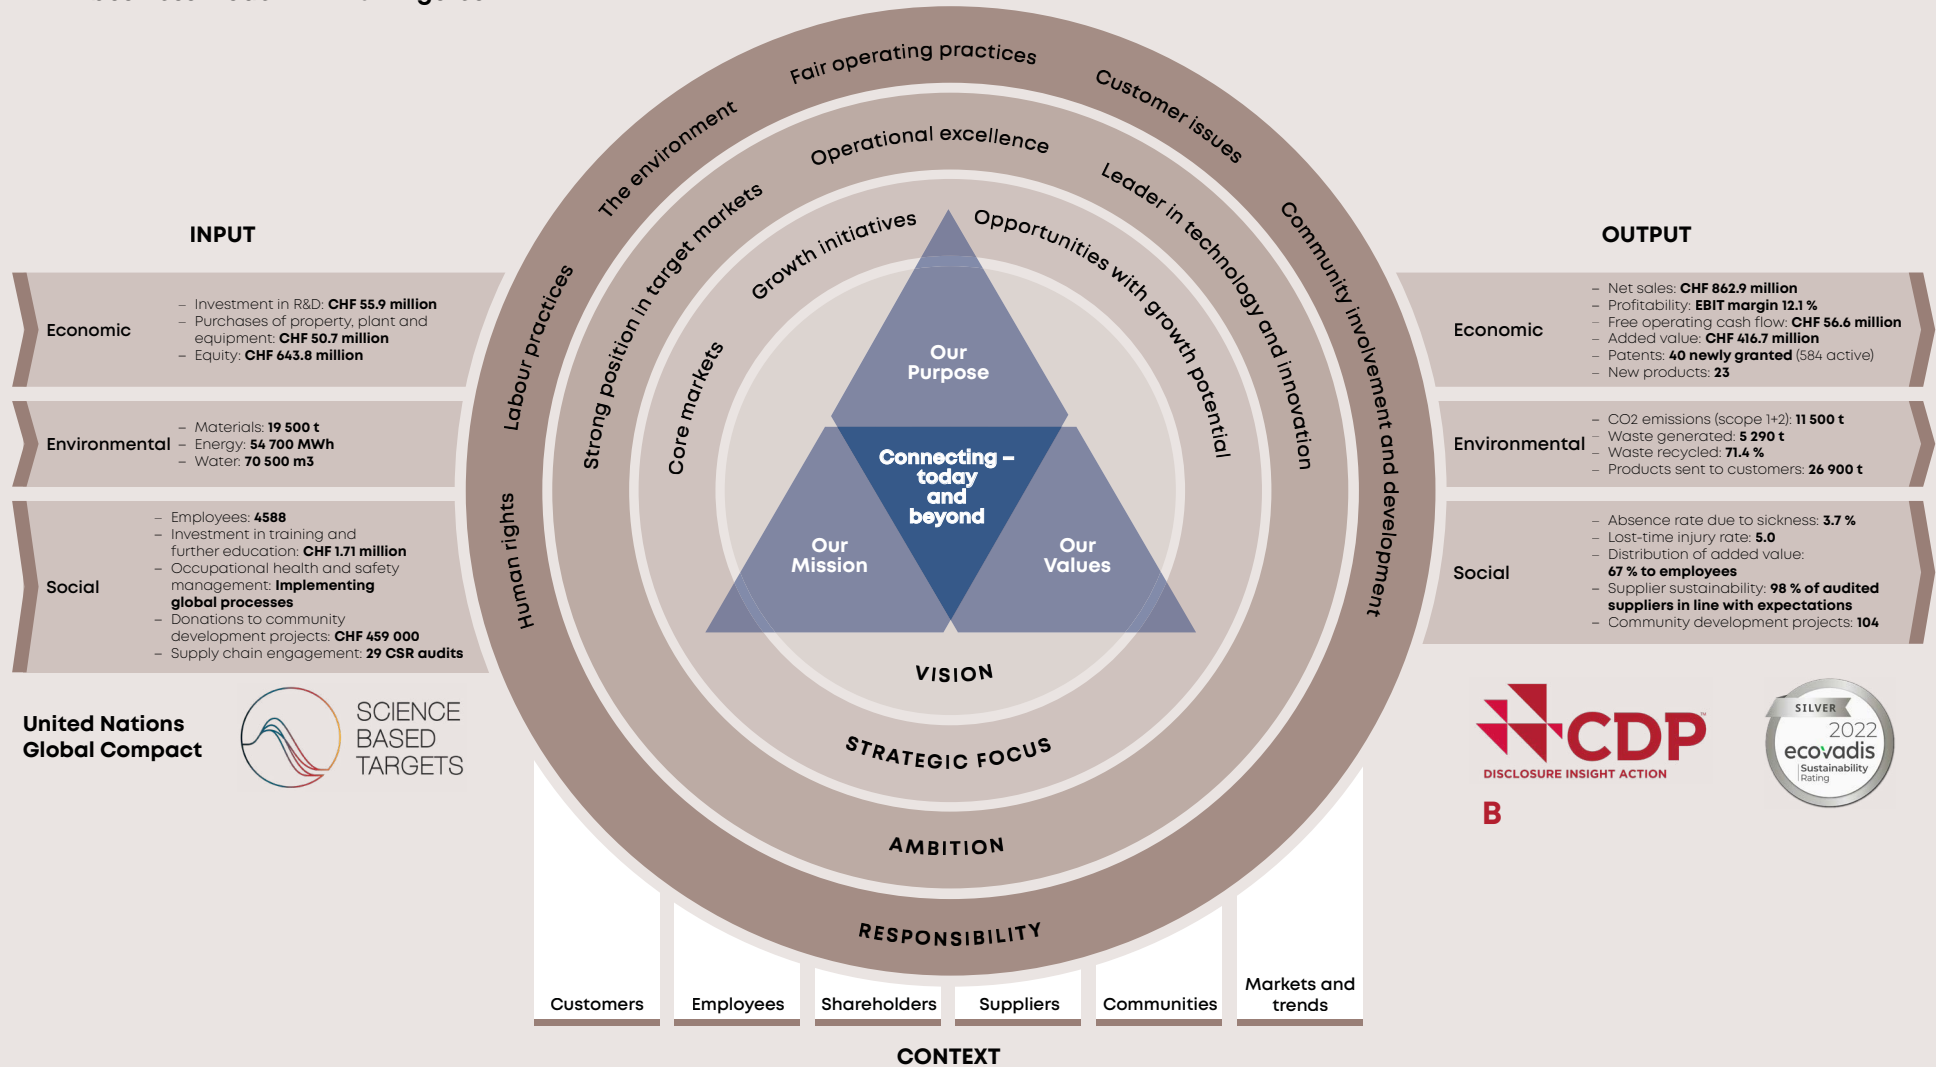 INPUT
Economic
– Investment in R&D: CHF 55.9 million
– Purchases of property, plant and
equipment: CHF 50.7 million
– Equity: CHF 643.8 million
Environmental
– Materials: 19 500 t
– Energy: 54 700 MWh
– Water: 70 500 m3
Social
– Employees: 4588
– Investment in training and
further education: CHF 1.71 million
– Occupational health and safety
management: Implementing
global processes
– Donations to community
development projects: CHF 459 000
– Supply chain engagement: 29 CSR audits
United Nations
Global Compact
SCIENCE
BASED
TARGETS
Human rights
Labour practices
The environment
Fair operating practices
Customer issues
Community involvement and development
Strong position in target markets
Operational excellence
Leader in technology and innovation
Core markets
Growth initiatives
Opportunities with growth potential
Our
Purpose
Connecting –
today
and
beyond
Our
Mission
Our
Values
VISION
STRATEGIC FOCUS
AMBITION
RESPONSIBILITY
Customers
Employees
Shareholders
Suppliers
Communities
Markets and
trends
CONTEXT
OUTPUT
Economic
– Net sales: CHF 862.9 million
– Profitability: EBIT margin 12.1 %
– Free operating cash flow: CHF 56.6 million
– Added value: CHF 416.7 million
– Patents: 40 newly granted (584 active)
– New products: 23
Environmental
– CO2 emissions (scope 1+2): 11 500 t
– Waste generated: 5 290 t
– Waste recycled: 71.4 %
– Products sent to customers: 26 900 t
Social
– Absence rate due to sickness: 3.7 %
– Lost-time injury rate: 5.0
– Distribution of added value:
67 % to employees
– Supplier sustainability: 98 % of audited
suppliers in line with expectations
– Community development projects: 104
CDP™
DISCLOSURE INSIGHT ACTION
B
SILVER
2022
ecovadis
Sustainability
Rating